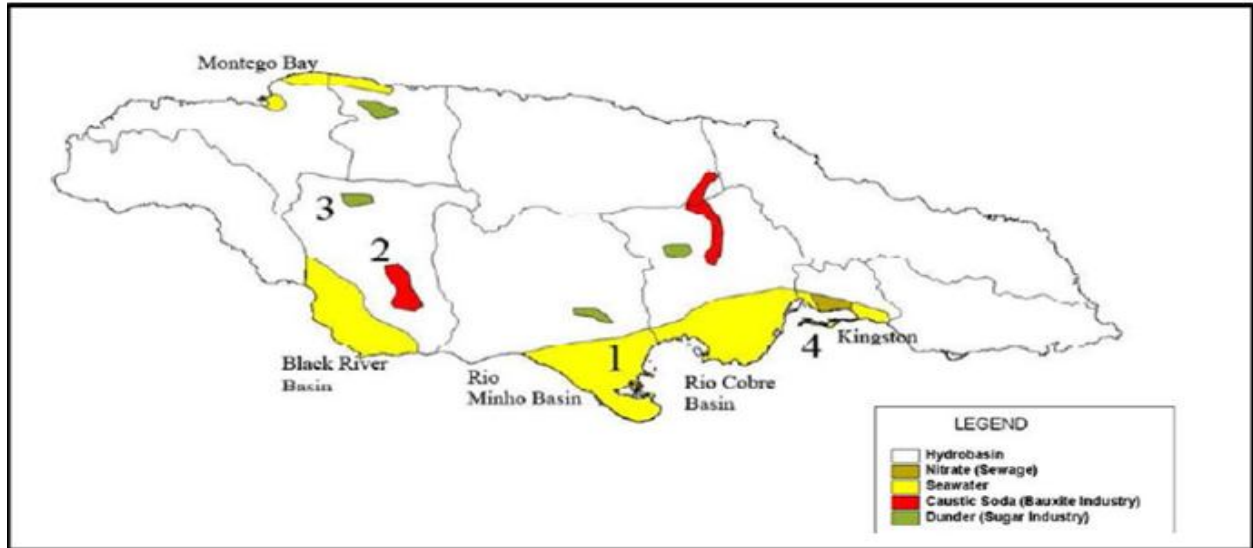 Montego Bay
3
2
1
4
Kingston
Black River
Basin
Rio
Minho Basin
Rio Cobre
Basin
LEGEND
Hydrobasin
Nitrate (Sewage)
Seawater
Caustic Soda (Bauxite Industry)
Dunder (Sugar Industry)